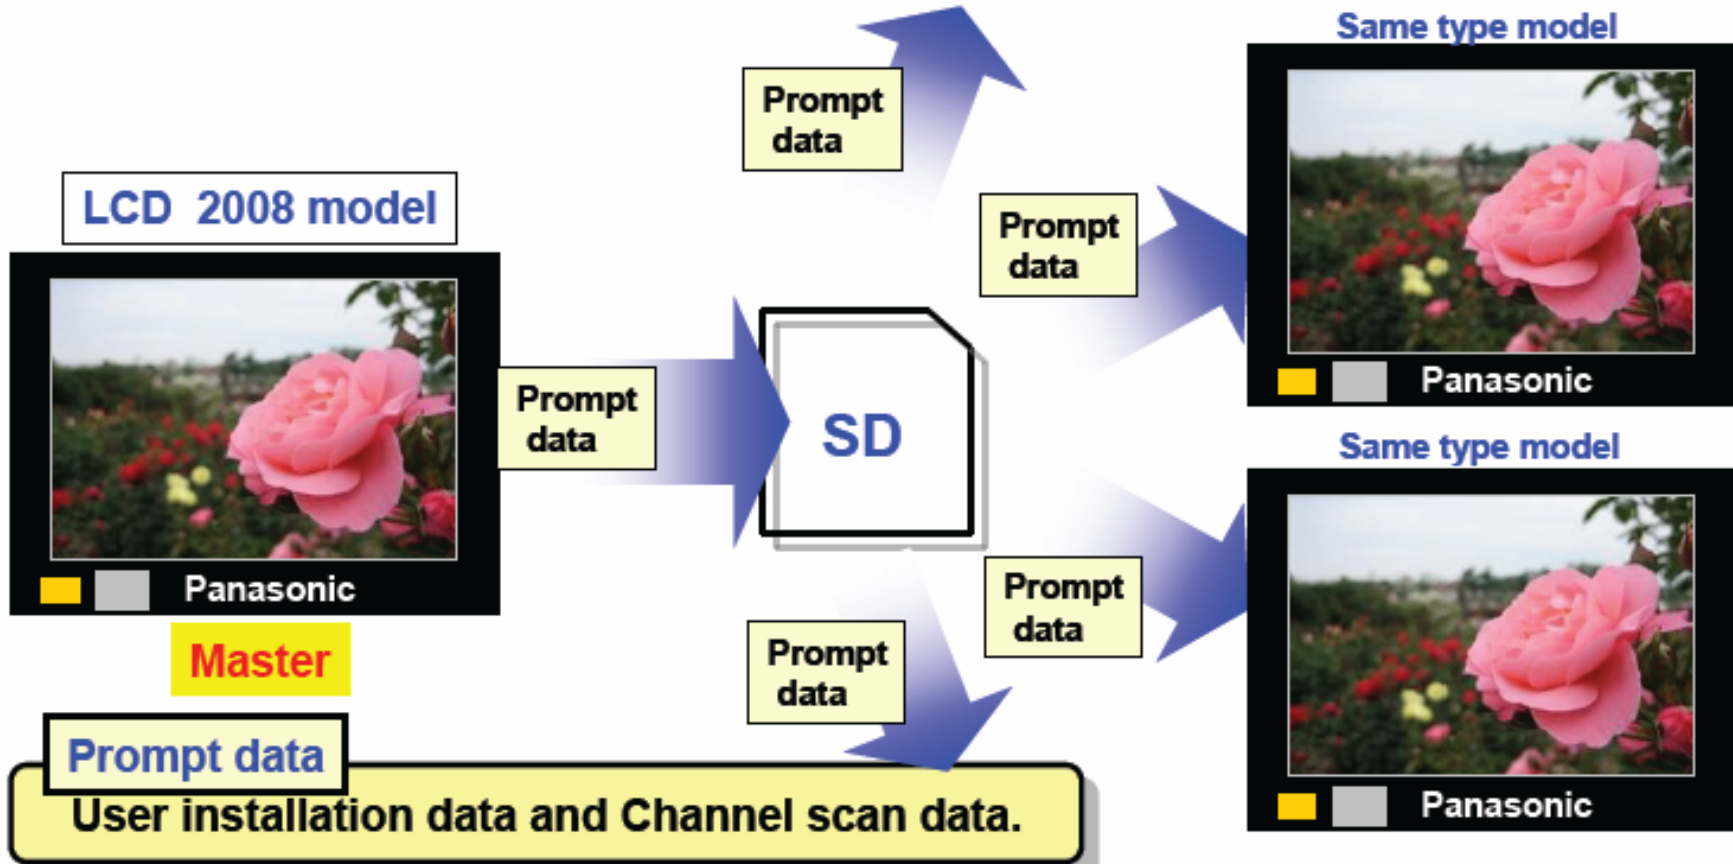 LCD 2008 model
Panasonic
Master
Prompt
data
SD
Prompt
data
Prompt
data
Prompt
data
Prompt
data
Same type model
Panasonic
Same type model
Panasonic
Prompt data
User installation data and Channel scan data.